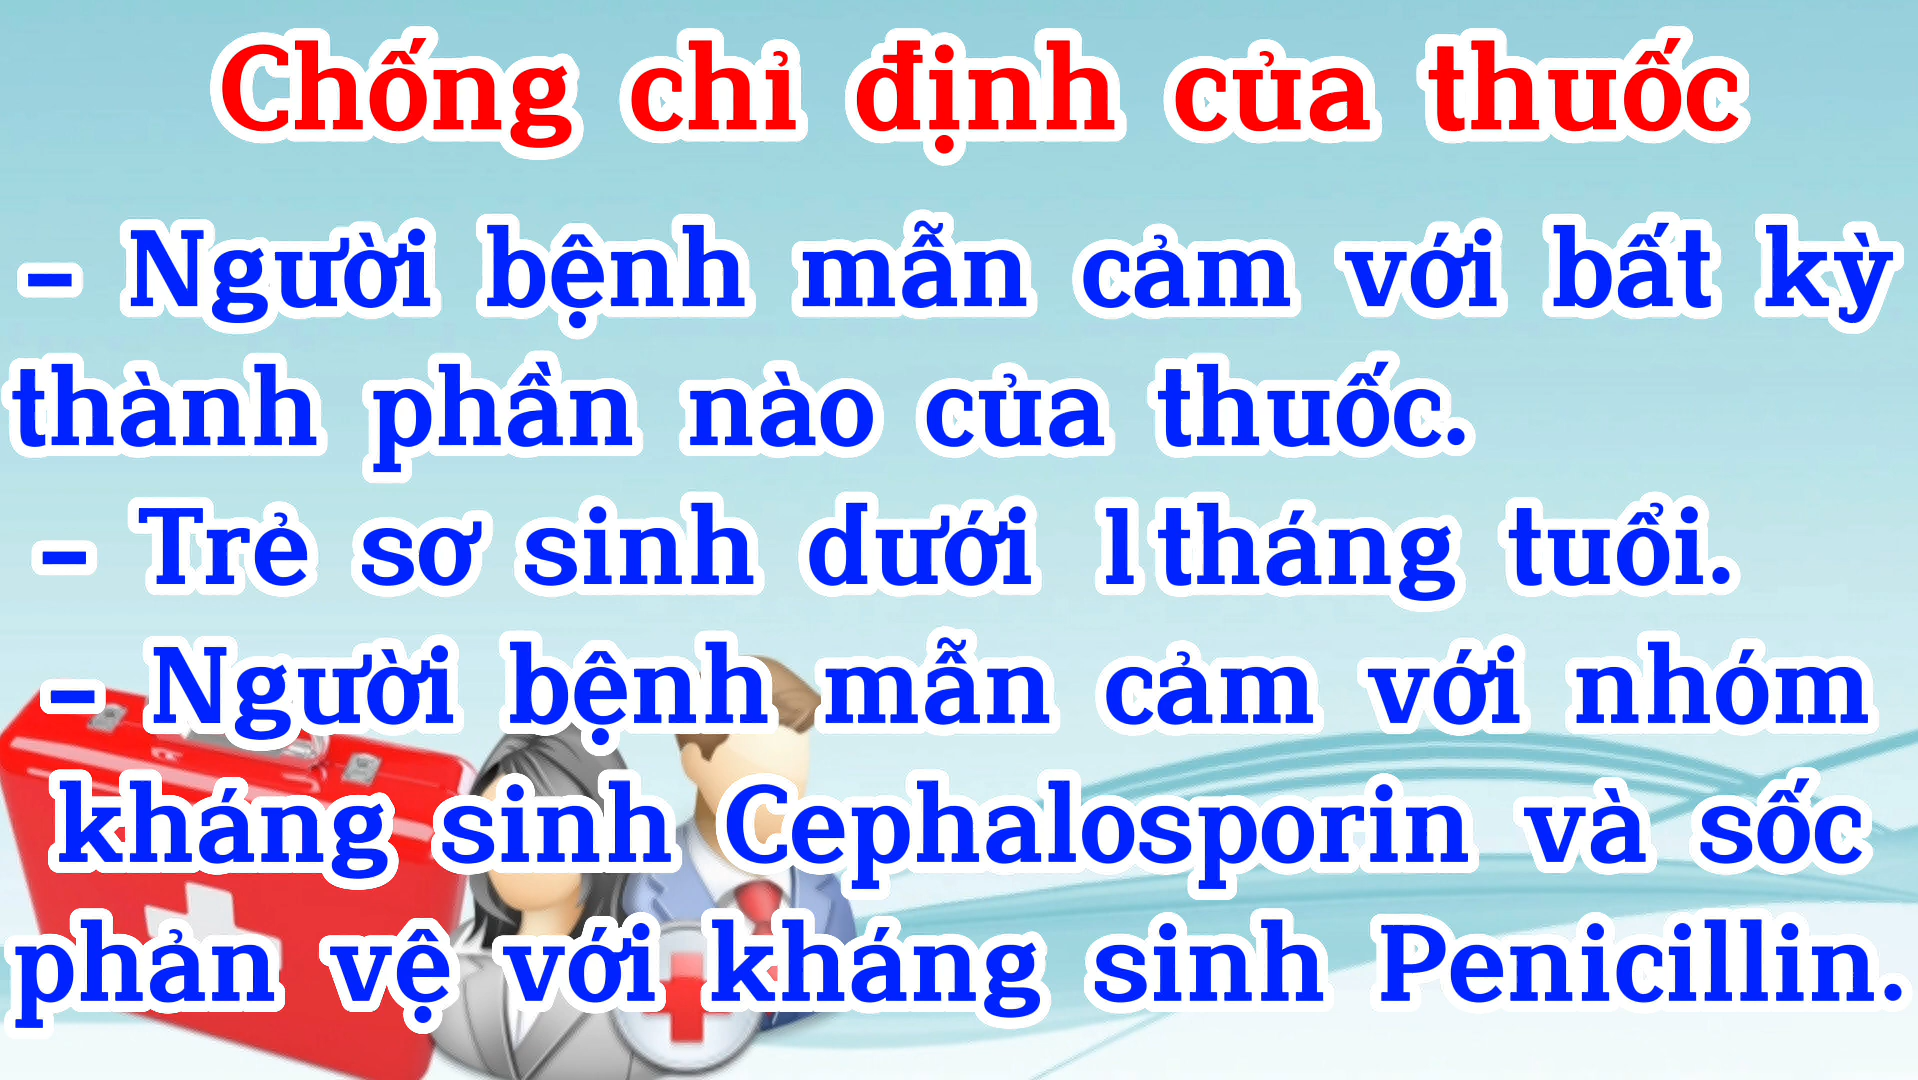 Chống chỉ định của thuốc
– Người bệnh mẫn cảm với bất kỳ
thành phần nào của thuốc.
– Trẻ sơ sinh dưới 1tháng tuổi.
– Người bệnh mẫn cảm với nhóm
kháng sinh Cephalosporin và sốc
phản vệ với kháng sinh Penicillin.